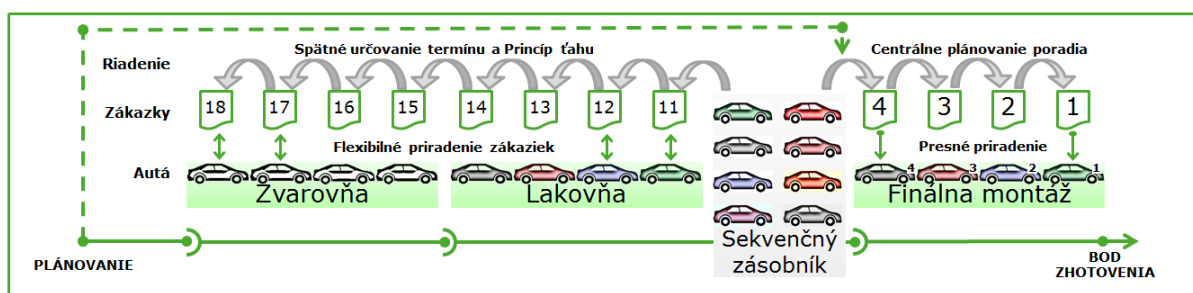 Spätné určovanie termínu a Princíp ťahu
Centrálne plánovanie poradia
Riadenie
Zákazky
18 17 16 15 14 13 12 11
4 3 2 1
Flexibilné priradenie zákaziek
Presné priradenie
Autá
4 3 2 1
Zvarovňa
Lakovňa
Finálna montáž
Sekvenčný
zásobník
PLÁNOVANIE
BOD
ZHOTOVENIA